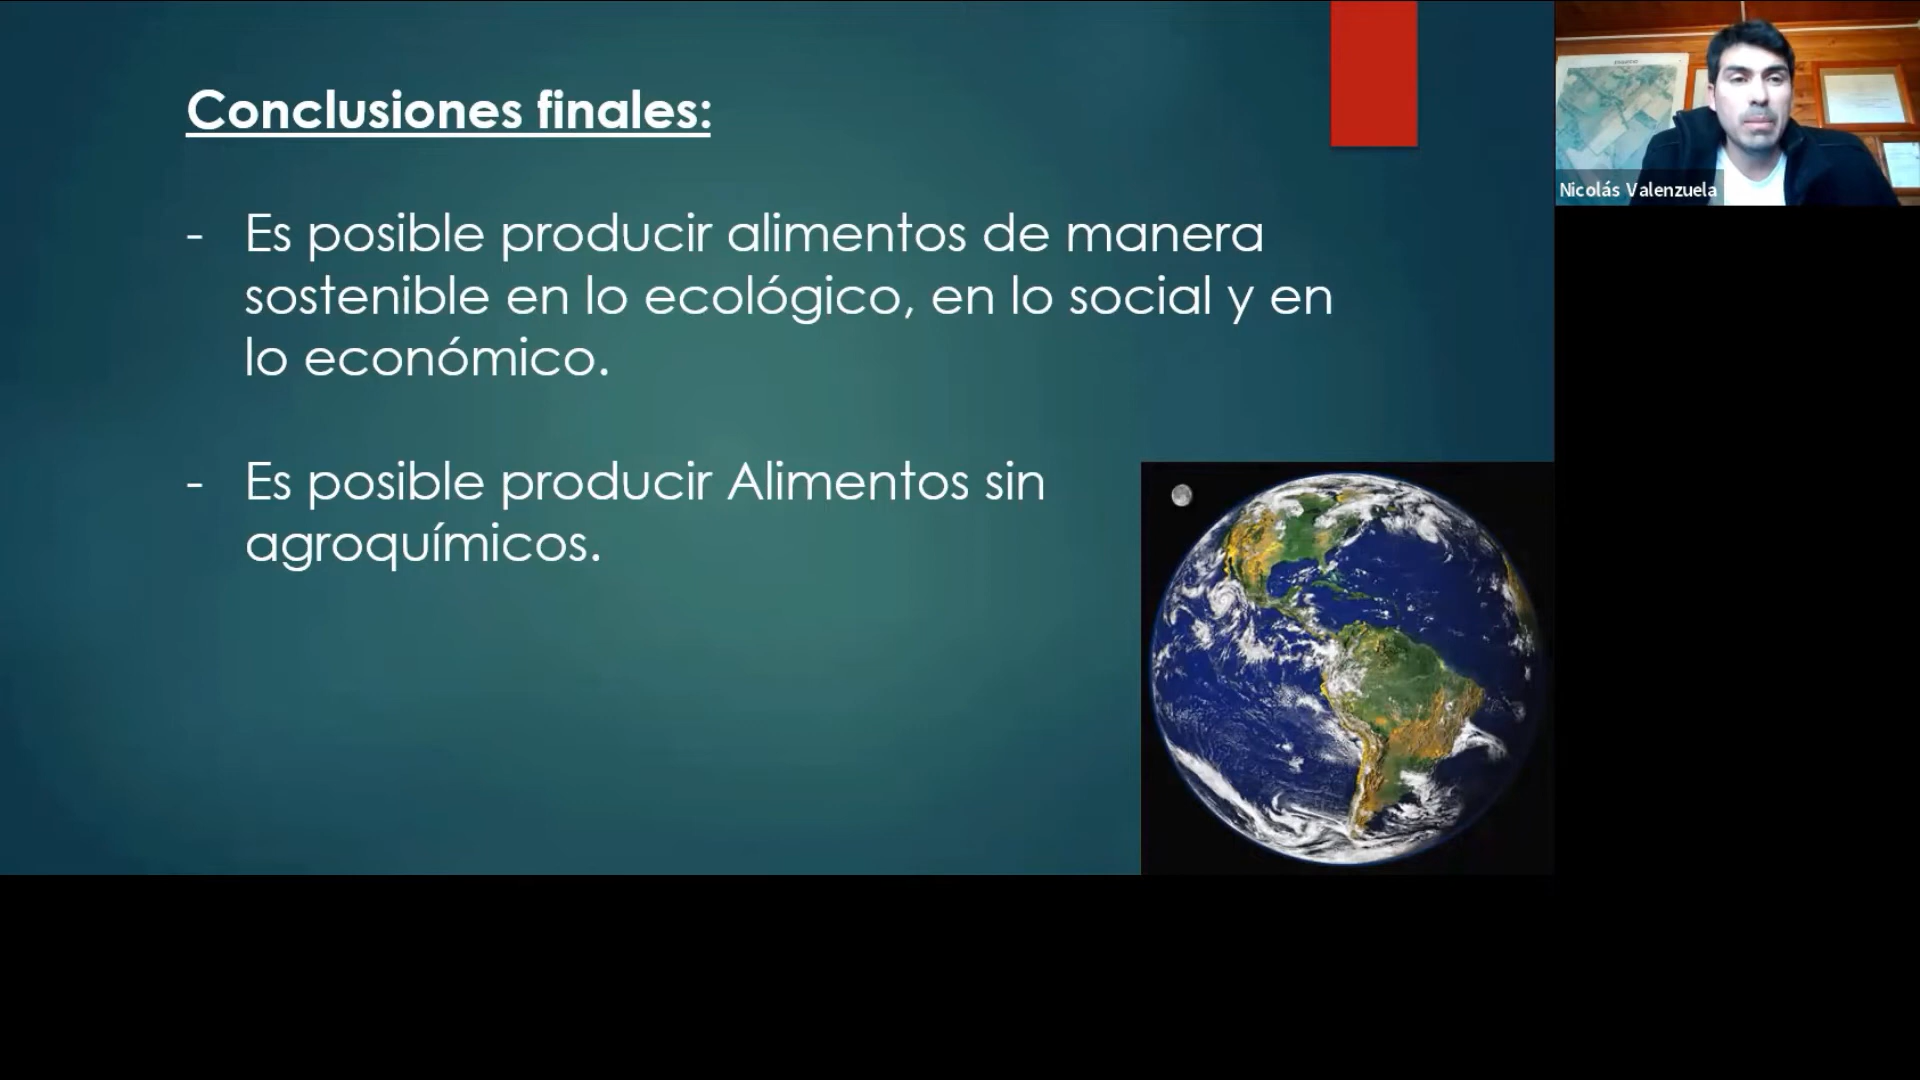 Conclusiones finales:
- Es posible producir alimentos de manera
sostenible en lo ecológico, en lo social y en
lo económico.
- Es posible producir Alimentos sin
agroquímicos.
Nicolás Valenzuela